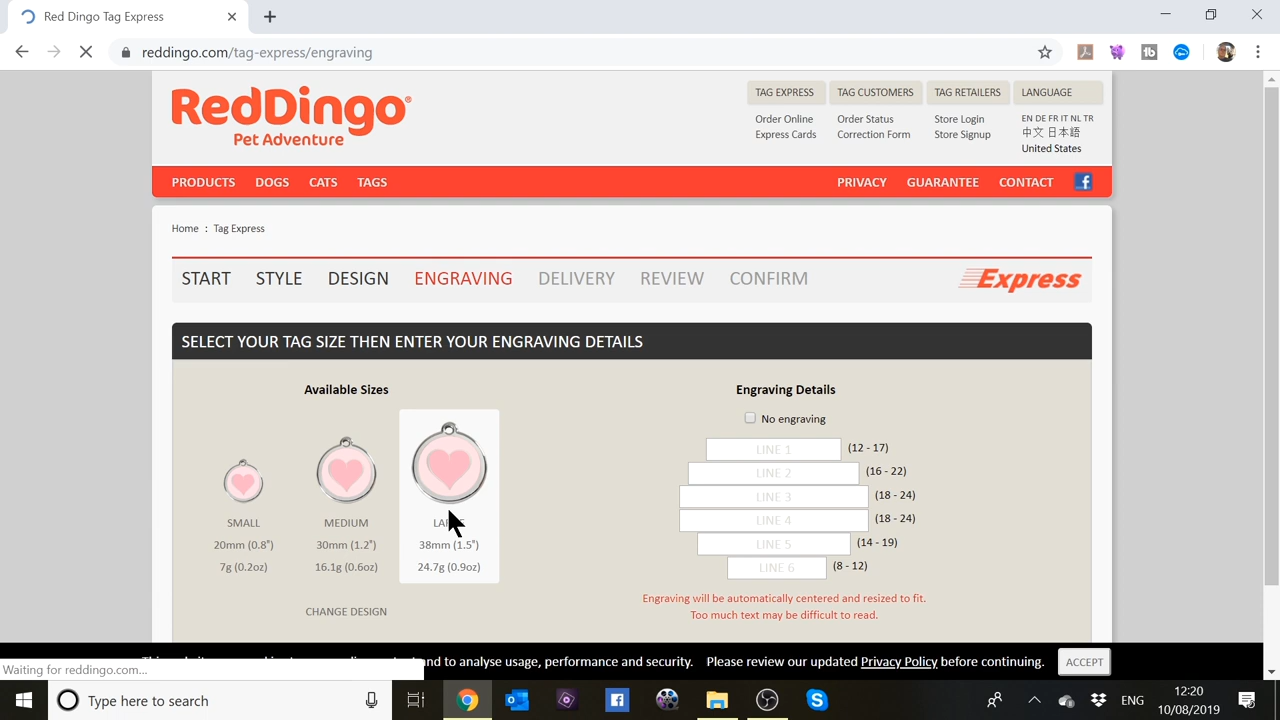 Red Dingo Tag Express
reddingo.com/tag-express/engraving
RedDingo®
Pet Adventure
TAG EXPRESS TAG CUSTOMERS TAG RETAILERS LANGUAGE
Order Online Order Status Store Login EN DE FR IT NL TR
Express Cards Correction Form Store Signup 中文 日本語
United States
PRODUCTS DOGS CATS TAGS PRIVACY GUARANTEE CONTACT f
Home : Tag Express
START STYLE DESIGN ENGRAVING DELIVERY REVIEW CONFIRM Express
SELECT YOUR TAG SIZE THEN ENTER YOUR ENGRAVING DETAILS
Available Sizes Engraving Details
No engraving
LINE 1 (12 - 17)
LINE 2 (16 - 22)
LINE 3 (18 - 24)
LINE 4 (18 - 24)
LINE 5 (14 - 19)
LINE 6 (8 - 12)
SMALL MEDIUM
20mm (0.8") 30mm (1.2") 38mm (1.5")
7g (0.2oz) 16.1g (0.6oz) 24.7g (0.9oz)
Engraving will be automatically centered and resized to fit.
Too much text may be difficult to read.
CHANGE DESIGN
and to analyse usage, performance and security. Please review our updated Privacy Policy before continuing. ACCEPT
Waiting for reddingo.com...
Type here to search
ENG
12:20
10/08/2019